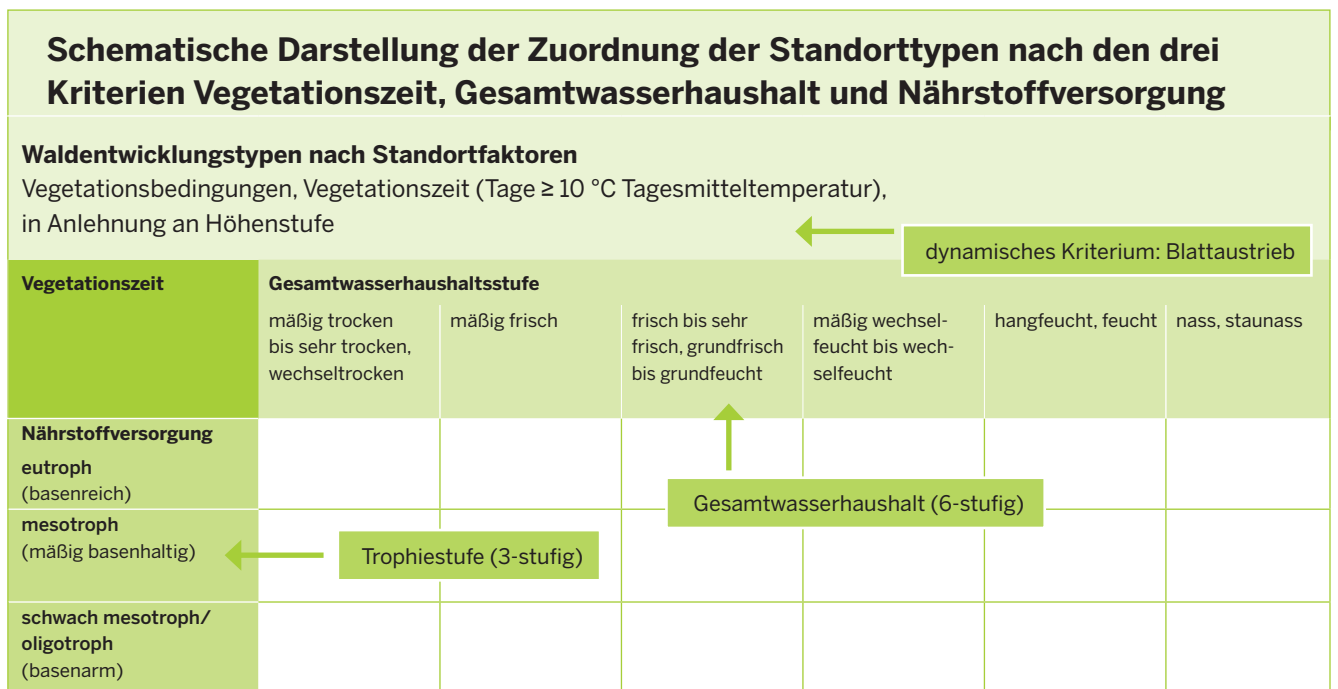 Schematische Darstellung der Zuordnung der Standorttypen nach den drei
Kriterien Vegetationszeit, Gesamtwasserhaushalt und Nährstoffversorgung
Waldentwicklungstypen nach Standortfaktoren
Vegetationsbedingungen, Vegetationszeit (Tage ≥ 10 °C Tagesmitteltemperatur),
in Anlehnung an Höhenstufe
dynamisches Kriterium: Blattaustrieb
Vegetationszeit
Gesamtwasserhaushaltsstufe
mäßig trocken
bis sehr trocken,
wechseltrocken
mäßig frisch
frisch bis sehr
frisch, grundfrisch
bis grundfeucht
mäßig wechsel-
feucht bis wech-
selfeucht
hangfeucht, feucht
nass, staunass
Nährstoffversorgung
eutroph
(basenreich)
Gesamtwasserhaushalt (6-stufig)
mesotroph
(mäßig basenhaltig)
Trophiestufe (3-stufig)
schwach mesotroph/
oligotroph
(basenarm)